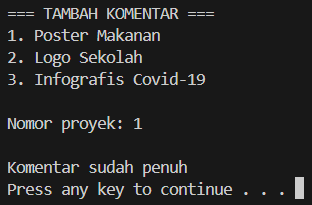 === TAMBAH KOMENTAR ===
1. Poster Makanan
2. Logo Sekolah
3. Infografis Covid-19
Nomor proyek: 1
Komentar sudah penuh
Press any key to continue . . .